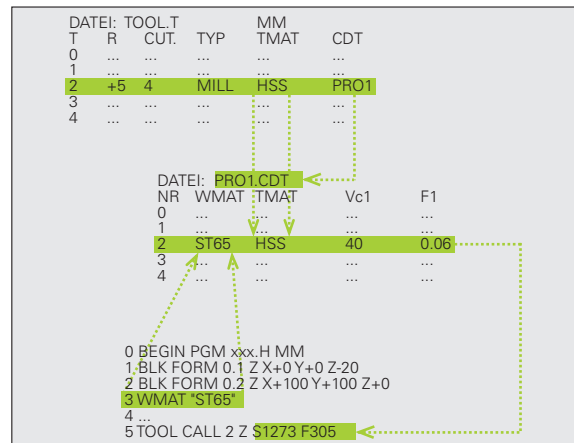 DATEI: TOOL.T MM
T R CUT. TYP TMAT CDT
0 ... ... ... ... ...
1 ... ... ... ... ...
2 +5 4 MILL HSS PRO1
3 ... ... ... ... ...
4 ... ... ... ... ...
DATEI: PRO1.CDT
NR WMAT TMAT Vc1 F1
0 ... ... ... ...
1 ... ... ... ...
2 ST65 HSS 40 0.06
3 ... ... ... ...
4 ... ... ... ...
0 BEGIN PGM xxx.H MM
1 BLK FORM 0.1 Z X+0 Y+0 Z-20
2 BLK FORM 0.2 Z X+100 Y+100 Z+0
3 WMAT "ST65"
4 ...
5 TOOL CALL 2 Z S1273 F305